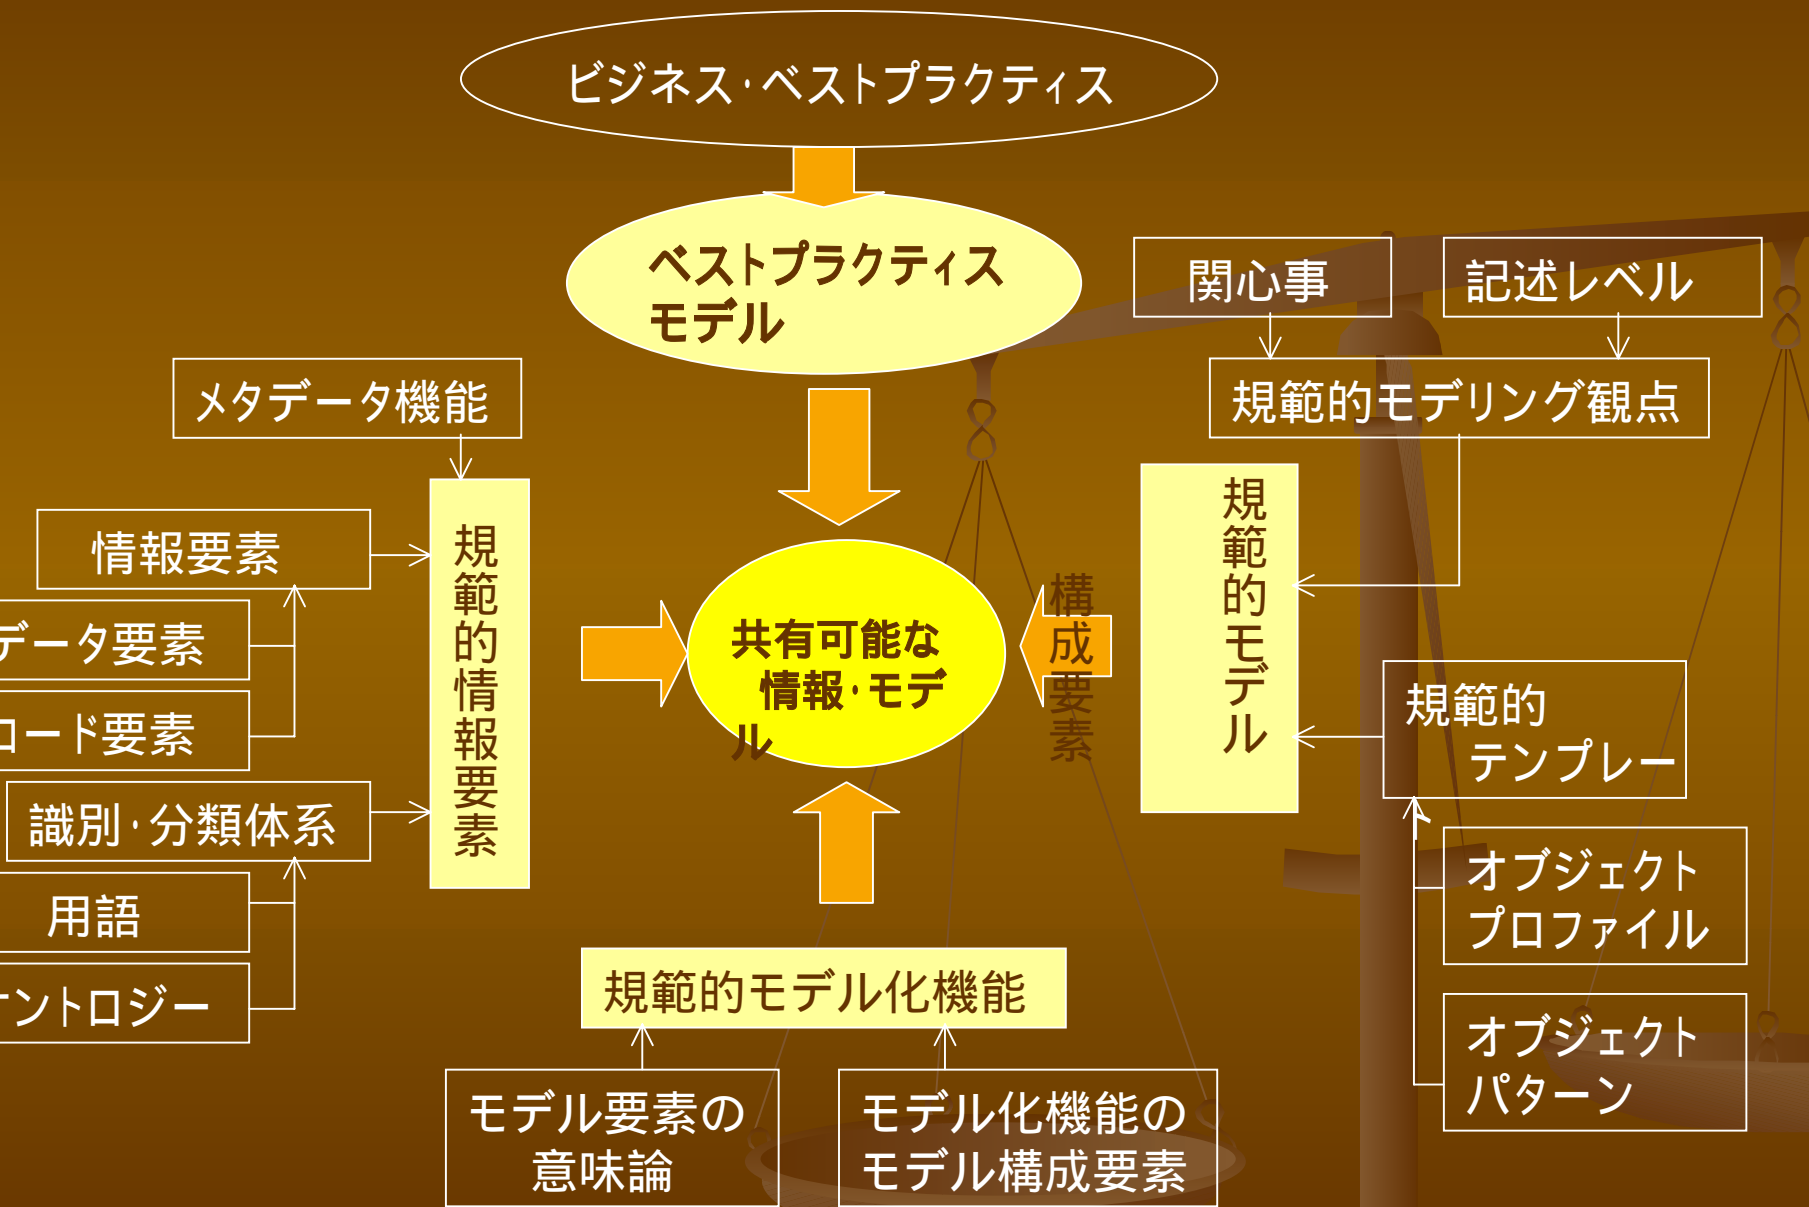 ビジネス・ベストプラクティス
ベストプラクティス
モデル
関心事
記述レベル
メタデータ機能
規範的モデリング観点
情報要素
データ要素
コード要素
識別・分類体系
用語
オントロジー
規範的情報要素
共有可能な
情報・モデ
ル
規範的モデル
構成要素
規範的
テンプレー
ト
オブジェクト
プロファイル
オブジェクト
パターン
規範的モデル化機能
モデル要素の
意味論
モデル化機能の
モデル構成要素